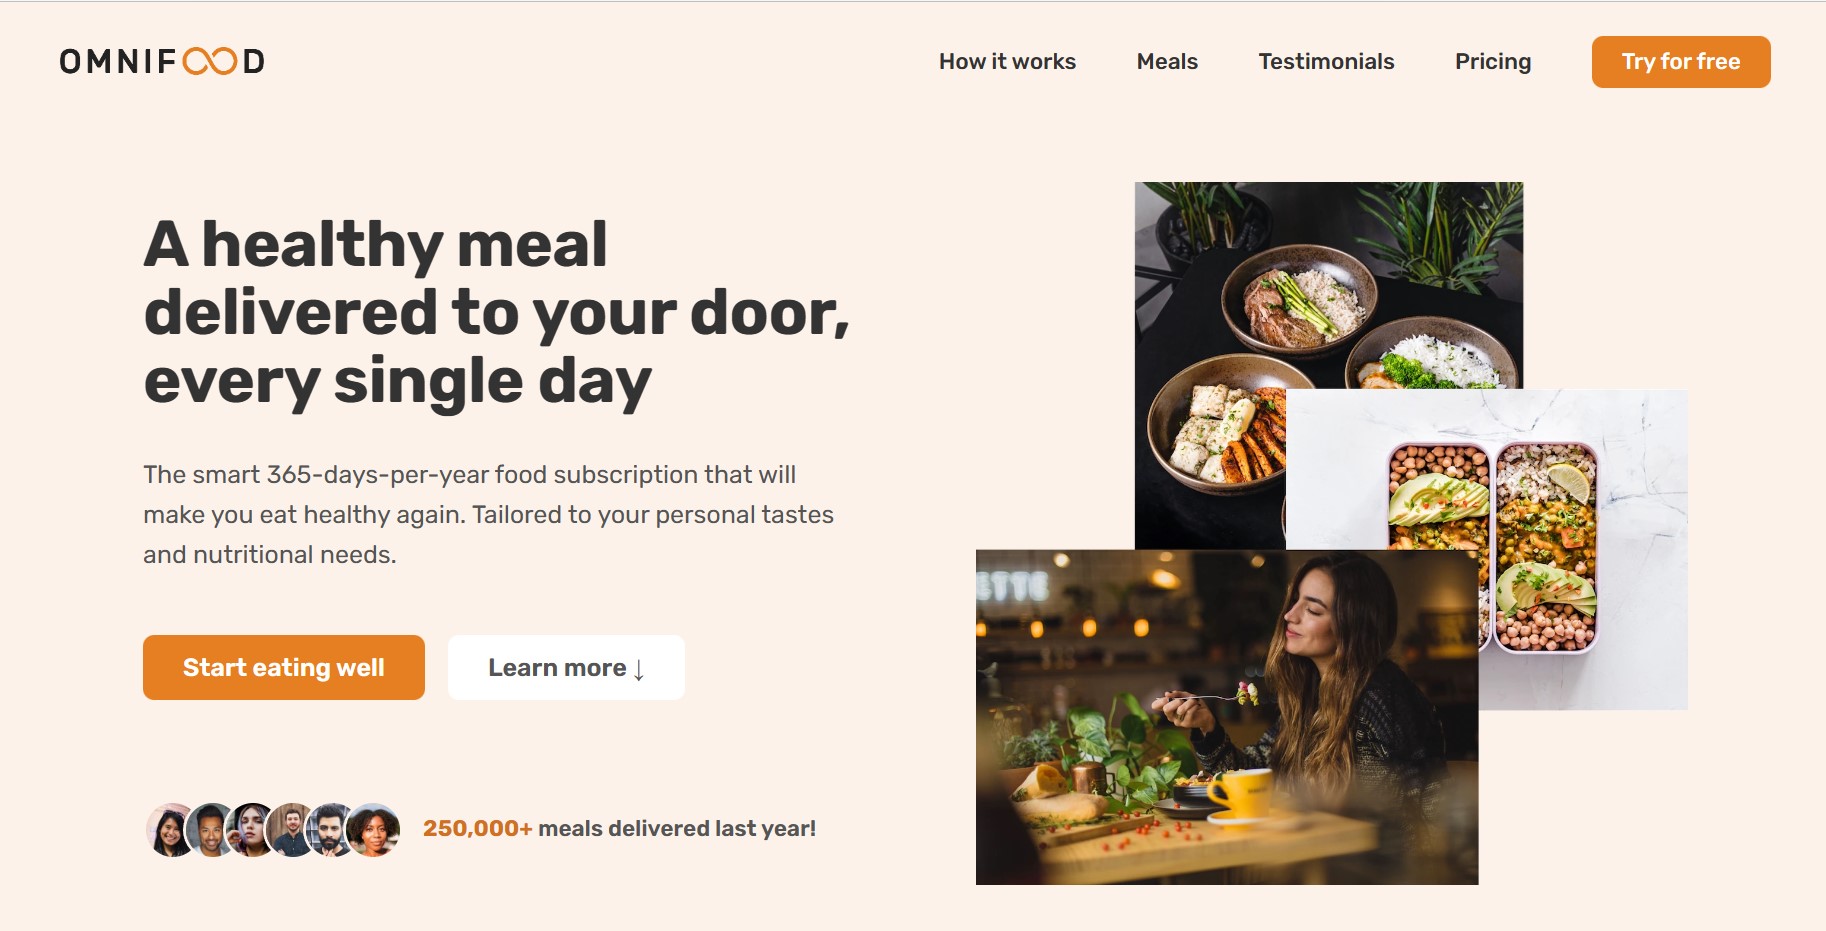 OMNIFOOD
How it works
Meals
Testimonials
Pricing
Try for free
A healthy meal
delivered to your door,
every single day
The smart 365-days-per-year food subscription that will
make you eat healthy again. Tailored to your personal tastes
and nutritional needs.
Start eating well
Learn more ↓
250,000+ meals delivered last year!
ETTE